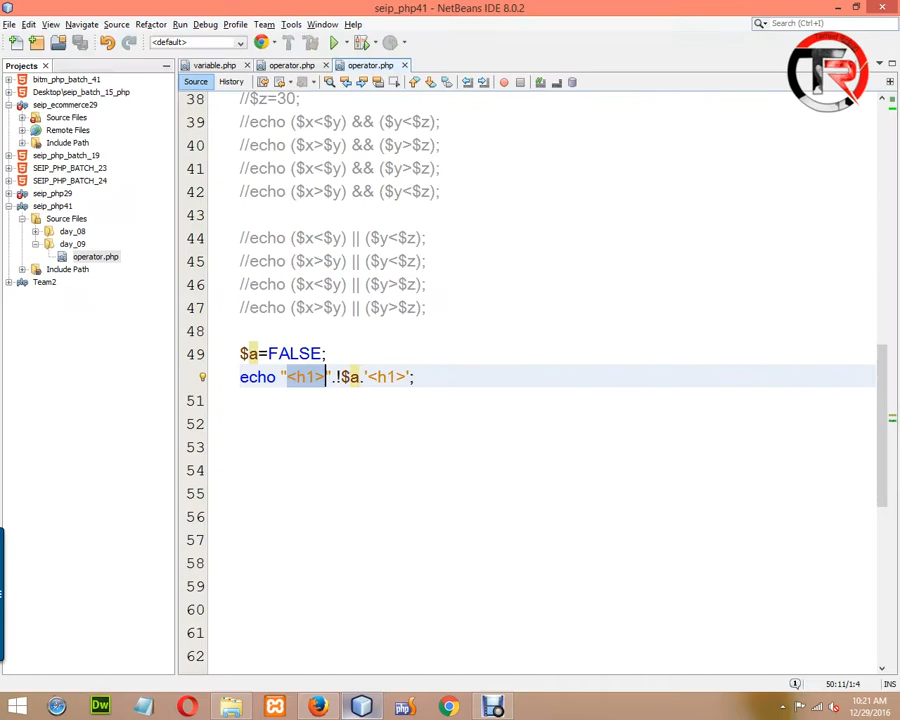 seip_php41 - NetBeans IDE 8.0.2
File Edit View Navigate Source Refactor Run Debug Profile Team Tools Window Help
Search (Ctrl+I)
<default>
Projects
variable.php
operator.php
operator.php
Source History
bitm_php_batch_41
Desktop\seip_batch_15_php
seip_ecommerce29
Source Files
Remote Files
Include Path
seip_php_batch_19
SEIP_PHP_BATCH_23
SEIP_PHP_BATCH_24
seip_php29
seip_php41
Source Files
day_08
day_09
operator.php
Include Path
Team2
38 //$z=30;
39 //echo ($x<$y) && ($y<$z);
40 //echo ($x>$y) && ($y>$z);
41 //echo ($x<$y) && ($y>$z);
42 //echo ($x>$y) && ($y<$z);
43
44 //echo ($x<$y) || ($y<$z);
45 //echo ($x>$y) || ($y<$z);
46 //echo ($x<$y) || ($y>$z);
47 //echo ($x>$y) || ($y>$z);
48
49 $a=FALSE;
echo "<h1>".!$a.'<h1>';
51
52
53
54
55
56
57
58
59
60
61
62
50:11/1:4
INS
TR
Dw
php
10:21 AM
12/29/2016